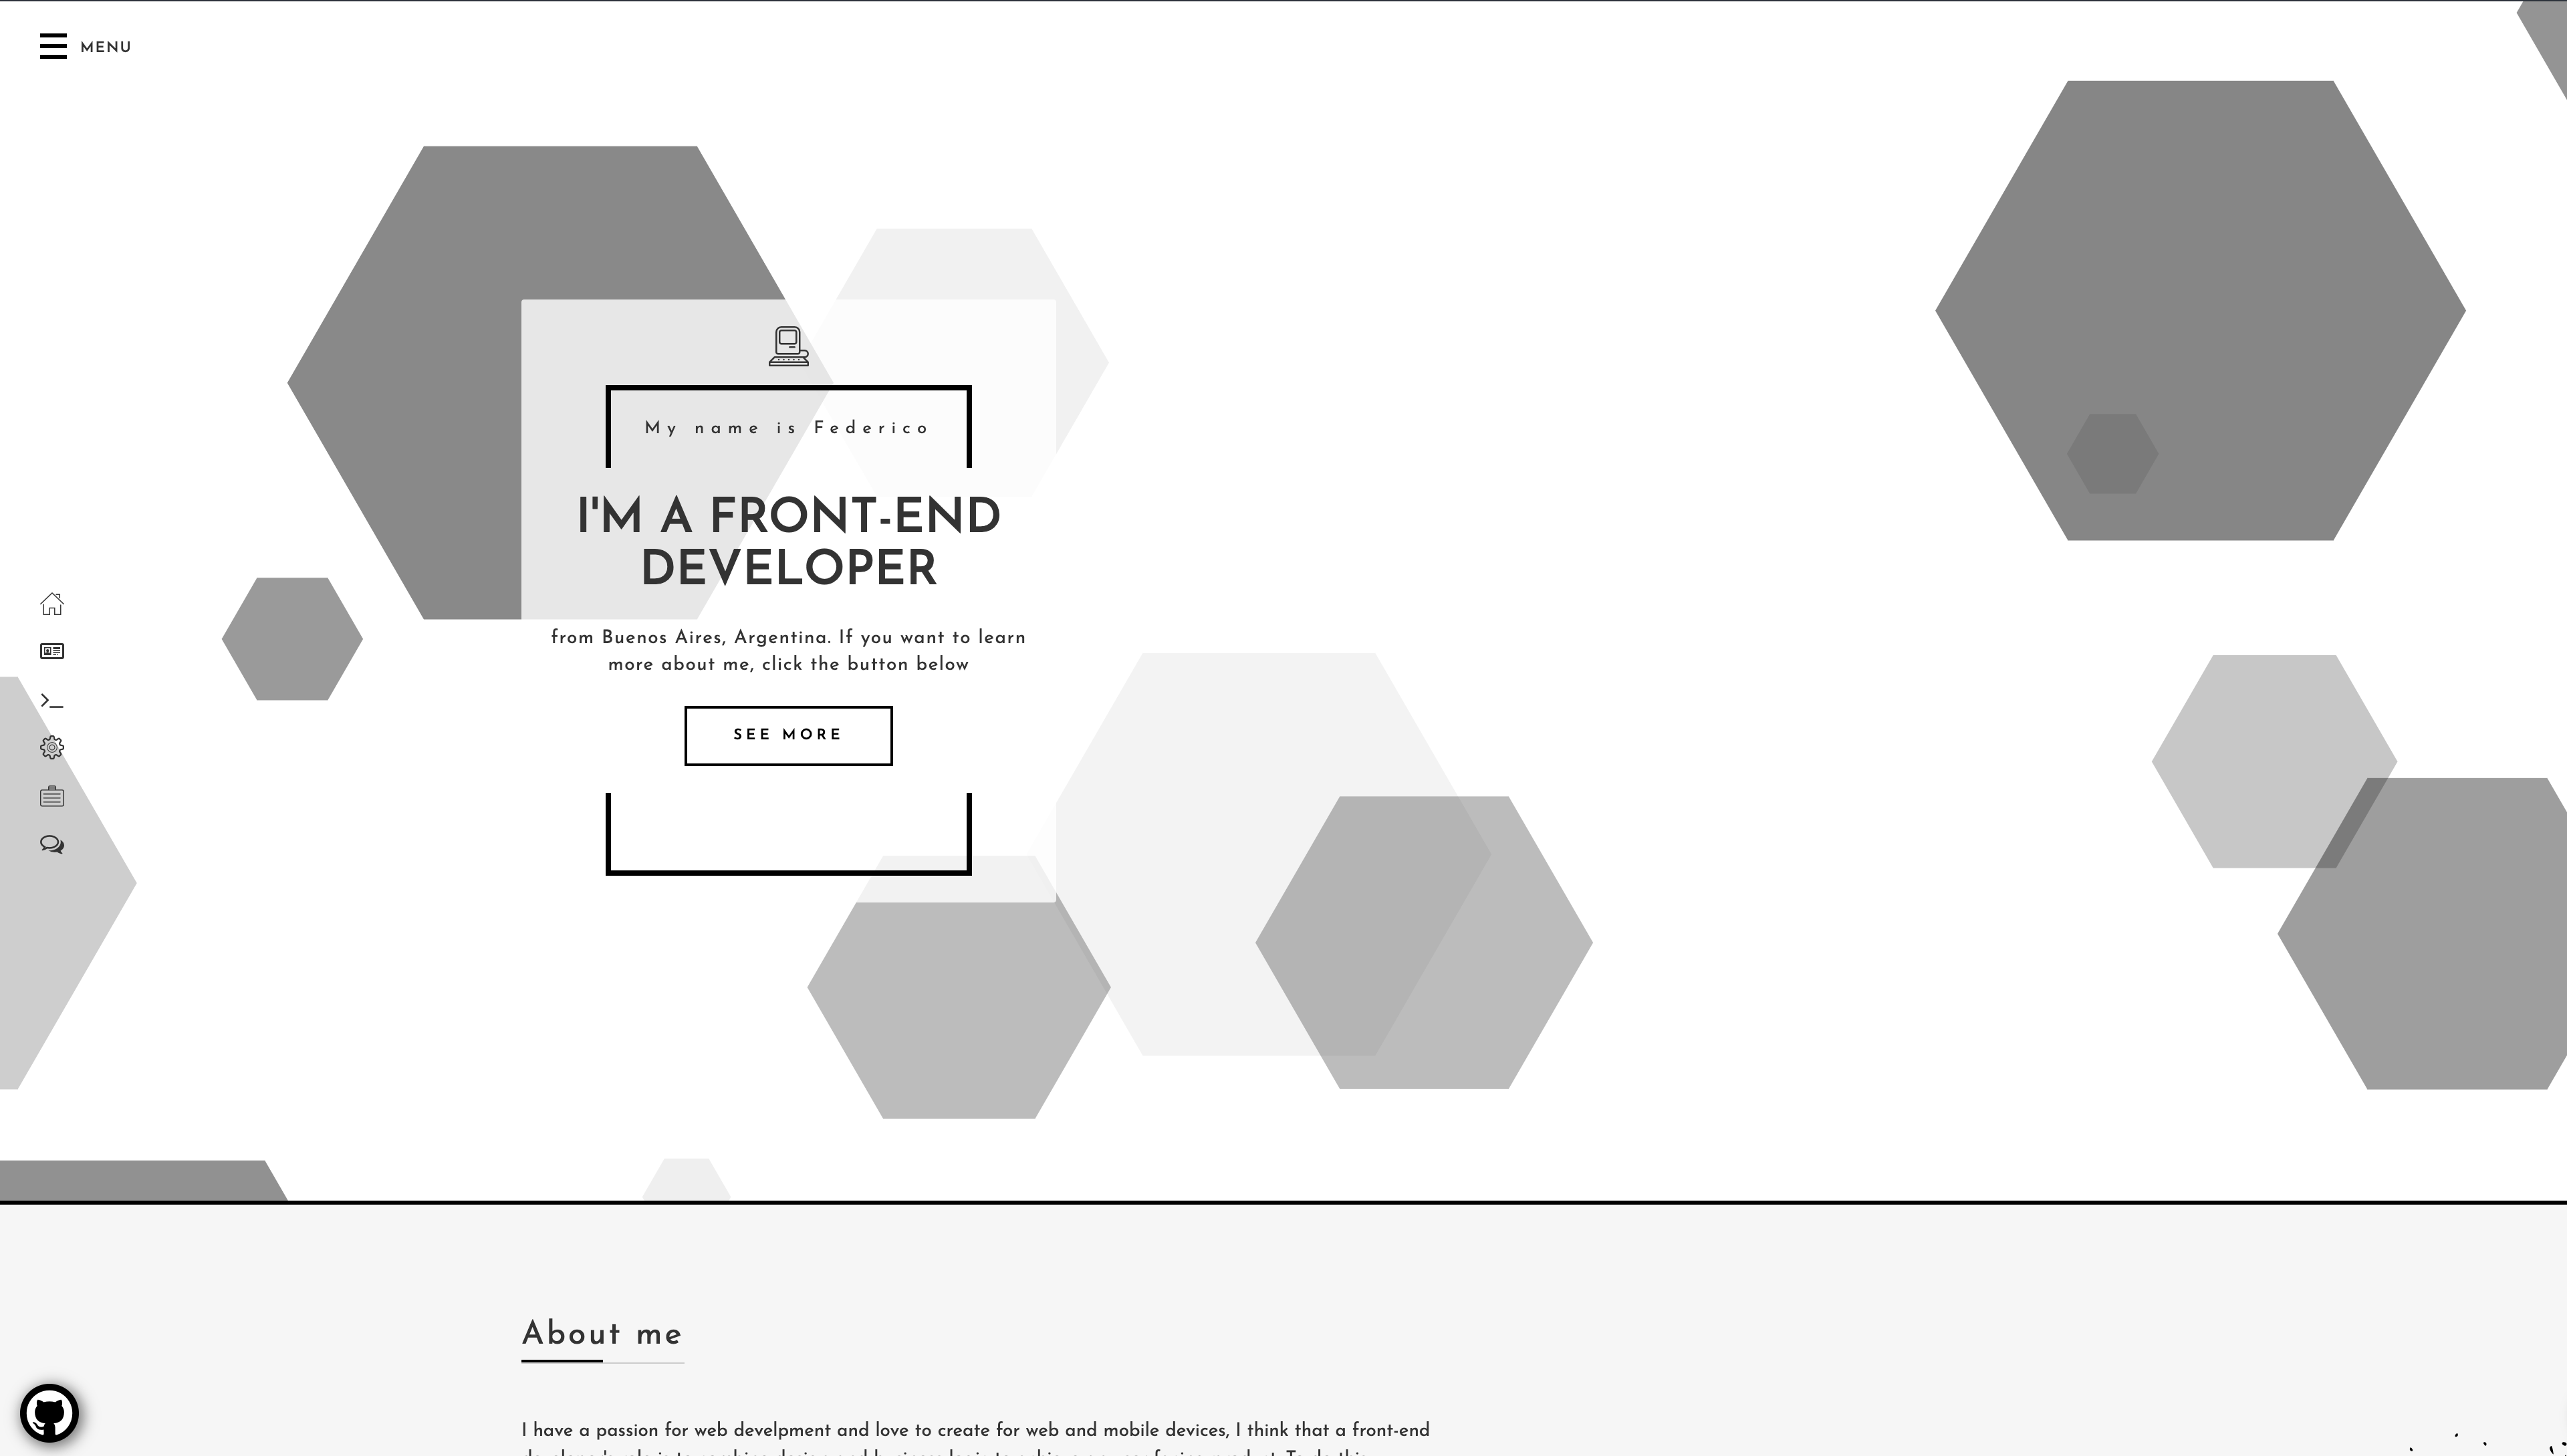 MENU
My name is Federico
I'M A FRONT-END
DEVELOPER
from Buenos Aires, Argentina. If you want to learn
more about me, click the button below
SEE MORE
About me
I have a passion for web develpment and love to create for web and mobile devices, I think that a front-end